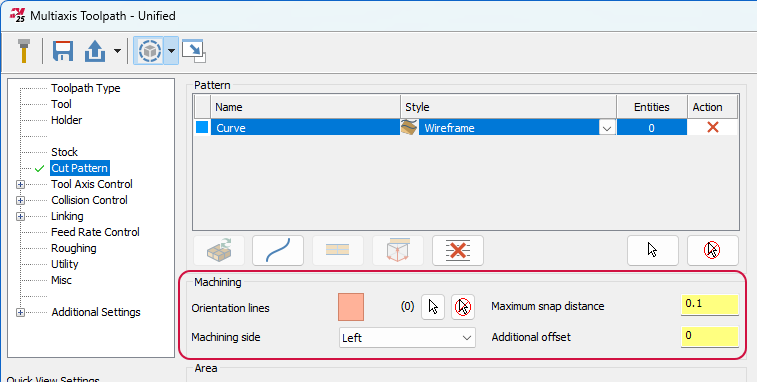 25 Multiaxis Toolpath - Unified
Toolpath Type
Tool
Holder
Stock
Cut Pattern
Tool Axis Control
Collision Control
Linking
Feed Rate Control
Roughing
Utility
Misc
Additional Settings
Quick View Settings
Pattern
Name Style Entities Action
Curve Wireframe 0
Machining
Orientation lines (0) Maximum snap distance 0.1
Machining side Left Additional offset 0
Area